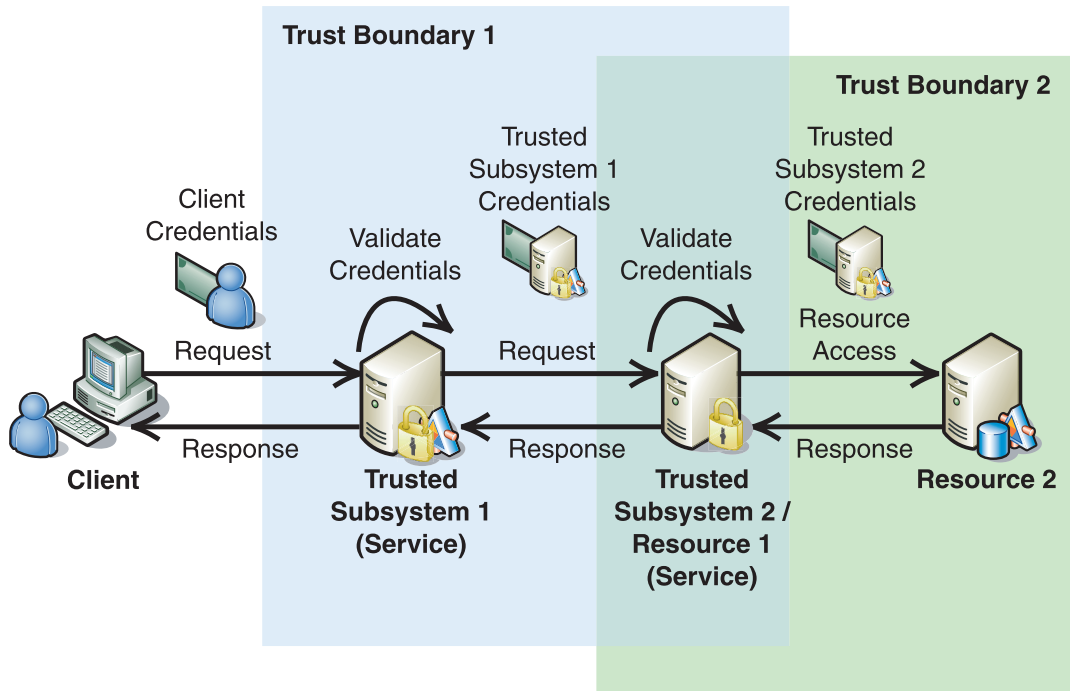 Trust Boundary 1
Trust Boundary 2
Trusted
Subsystem 1
Credentials
Trusted
Subsystem 2
Credentials
Client
Credentials
Validate
Credentials
Validate
Credentials
Resource
Access
Request
Request
Response
Response
Response
Client
Trusted
Subsystem 1
(Service)
Trusted
Subsystem 2 /
Resource 1
(Service)
Resource 2